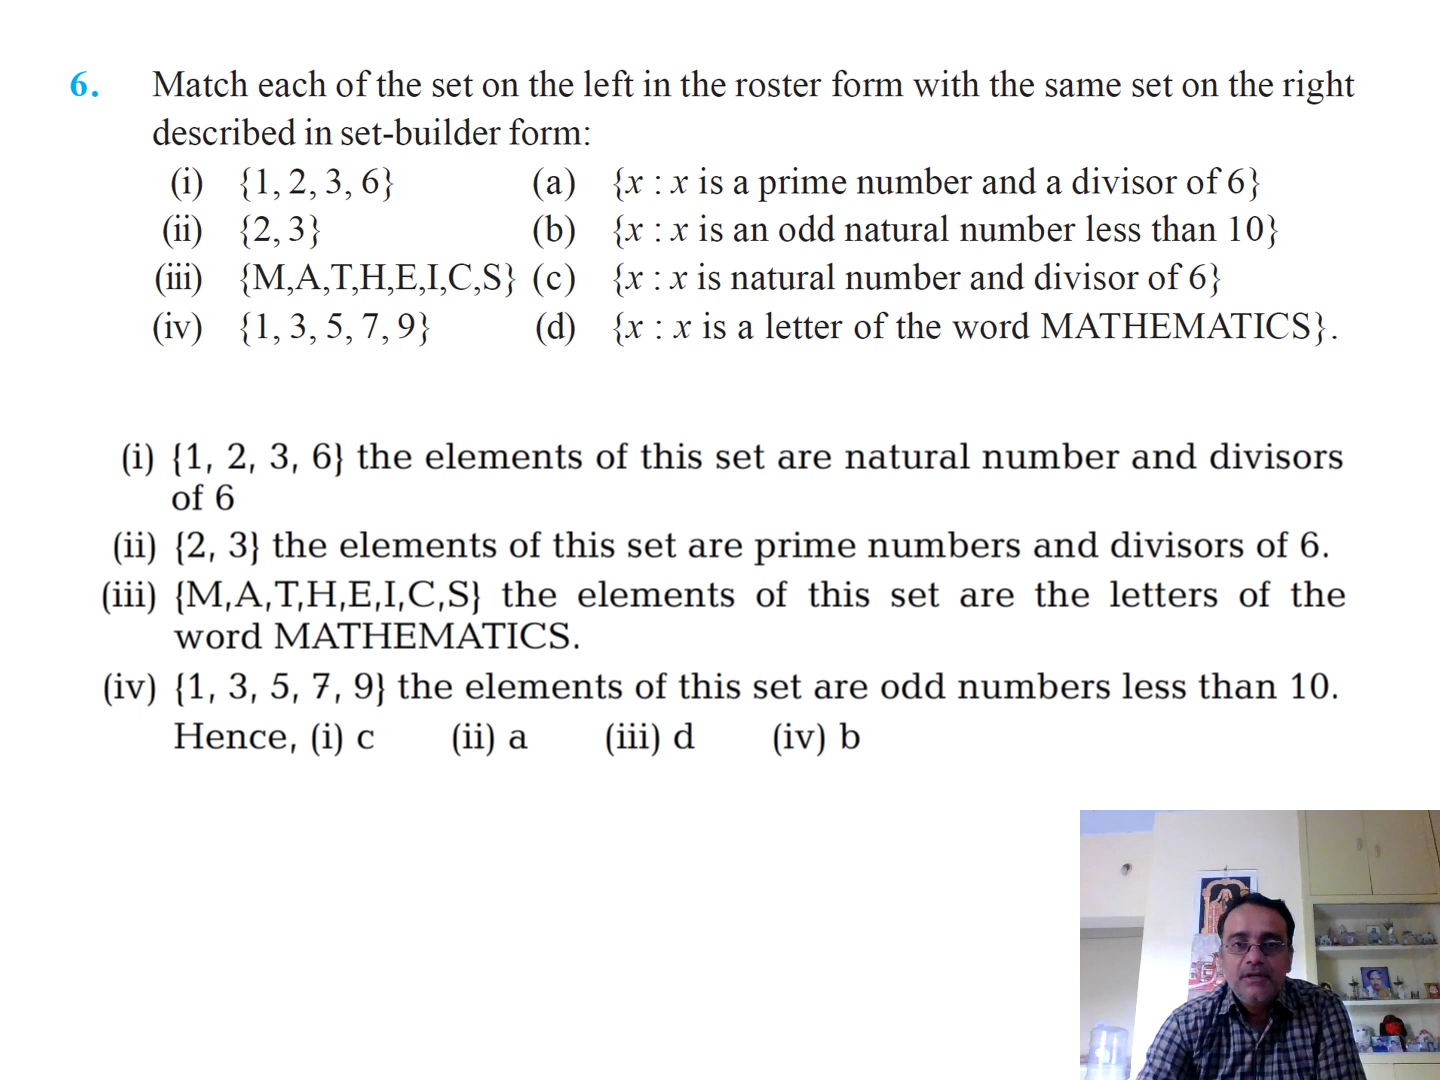 6. Match each of the set on the left in the roster form with the same set on the right
described in set-builder form:
(i) {1, 2, 3, 6} (a) {x : x is a prime number and a divisor of 6}
(ii) {2, 3} (b) {x : x is an odd natural number less than 10}
(iii) {M,A,T,H,E,I,C,S} (c) {x : x is natural number and divisor of 6}
(iv) {1, 3, 5, 7, 9} (d) {x : x is a letter of the word MATHEMATICS}.
(i) {1, 2, 3, 6} the elements of this set are natural number and divisors
of 6
(ii) {2, 3} the elements of this set are prime numbers and divisors of 6.
(iii) {M,A,T,H,E,I,C,S} the elements of this set are the letters of the
word MATHEMATICS.
(iv) {1, 3, 5, 7, 9} the elements of this set are odd numbers less than 10.
Hence, (i) c (ii) a (iii) d (iv) b